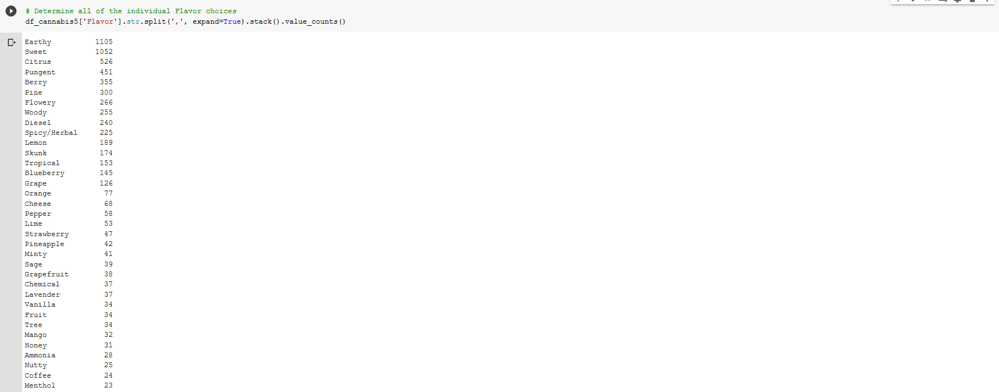 # Determine all of the individual Flavor choices
df_cannabis5['Flavor'].str.split(',', expand=True).stack().value_counts()
Earthy 1105
Sweet 1052
Citrus 526
Pungent 451
Berry 355
Pine 300
Flowery 266
Woody 255
Diesel 240
Spicy/Herbal 225
Lemon 189
Skunk 174
Tropical 153
Blueberry 145
Grape 126
Orange 77
Cheese 68
Pepper 58
Lime 53
Strawberry 47
Pineapple 42
Minty 41
Sage 39
Grapefruit 38
Chemical 37
Lavender 37
Vanilla 34
Fruit 34
Tree 34
Mango 32
Honey 31
Ammonia 28
Nutty 25
Coffee 24
Menthol 23